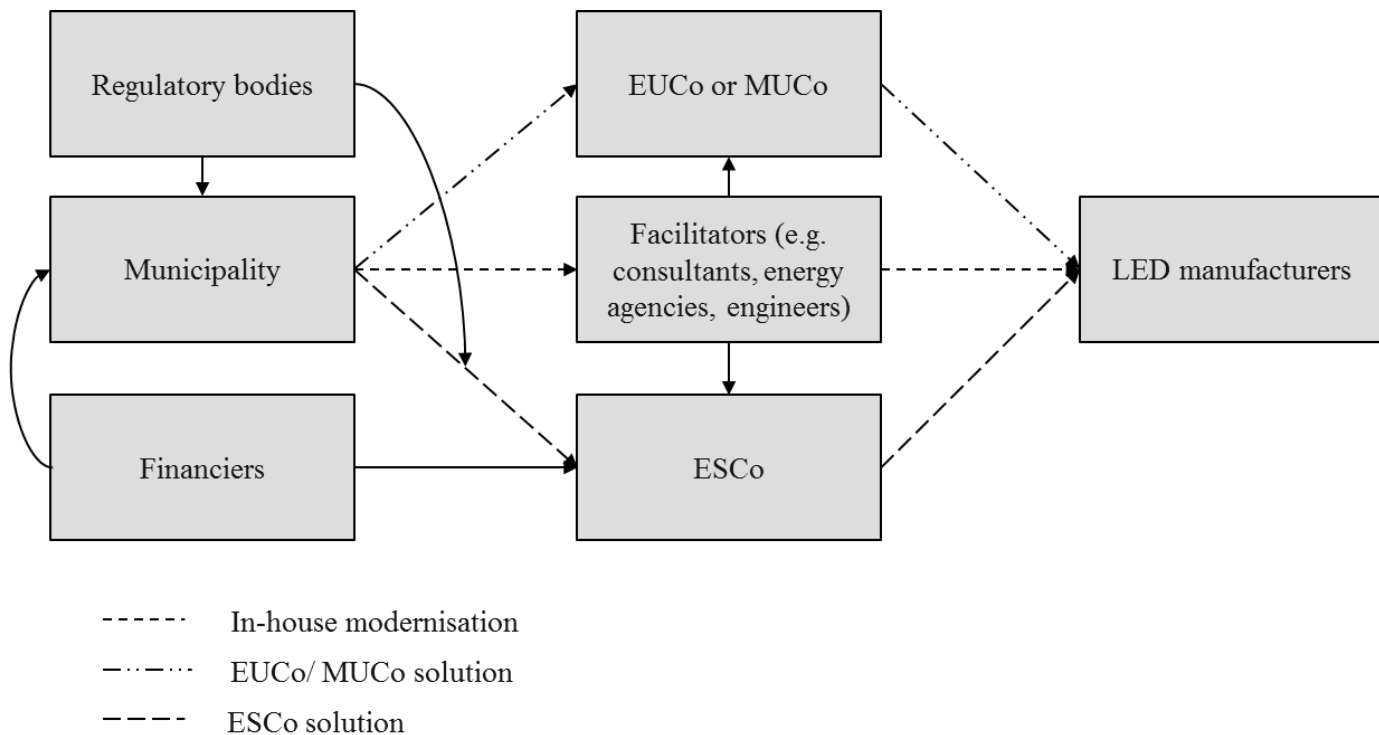 Regulatory bodies
EUCo or MUCo
Municipality
Facilitators (e.g.
consultants, energy
agencies, engineers)
LED manufacturers
Financiers
ESCo
In-house modernisation
EUCo/ MUCo solution
ESCo solution